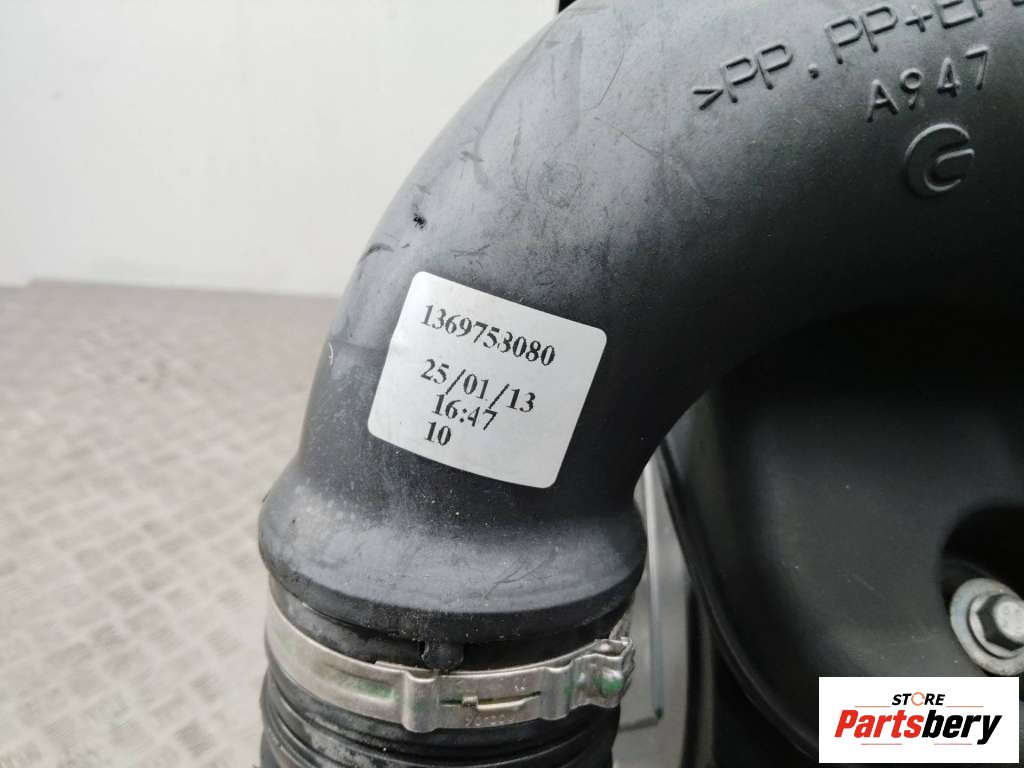 >PP, PP+E
A947
1369753080
25/01/13
16:47
10
STORE
Partsbery